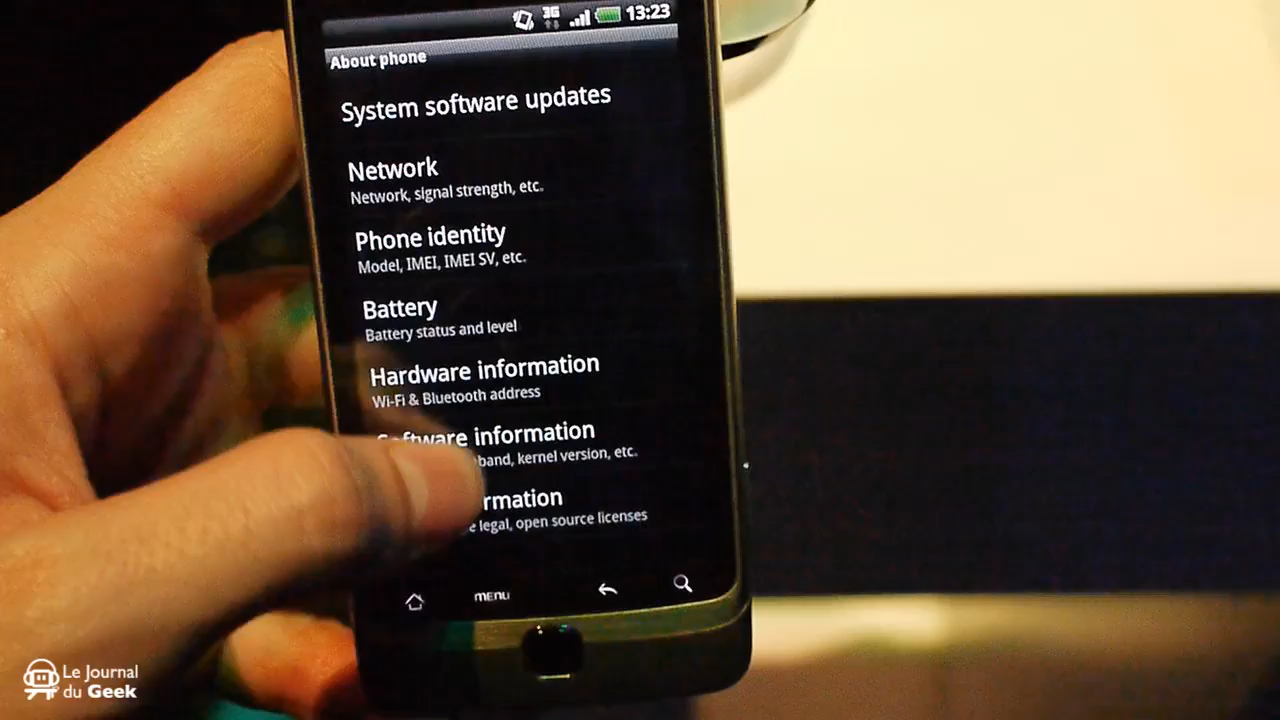 3G 13:23
About phone
System software updates
Network
Network, signal strength, etc.
Phone identity
Model, IMEI, IMEI SV, etc.
Battery
Battery status and level
Hardware information
Wi-Fi & Bluetooth address
Software information
band, kernel version, etc.
legal, open source licenses
MENU
Le Journal
du Geek